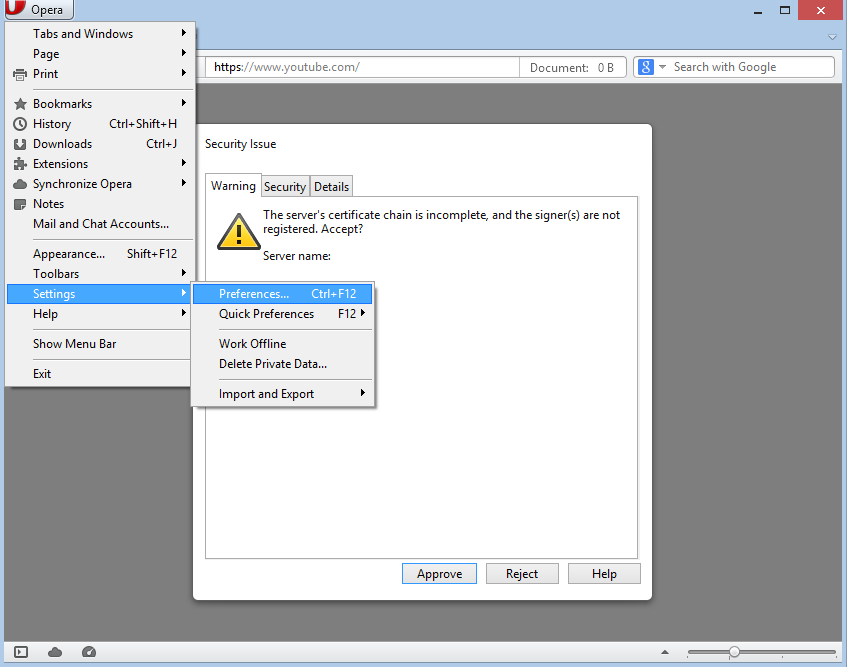 Opera
Tabs and Windows
Page
Print
Bookmarks
History Ctrl+Shift+H
Downloads Ctrl+J
Extensions
Synchronize Opera
Notes
Mail and Chat Accounts...
Appearance... Shift+F12
Toolbars
Settings
Help
Show Menu Bar
Exit
Preferences... Ctrl+F12
Quick Preferences F12
Work Offline
Delete Private Data...
Import and Export
https://www.youtube.com/
Document: 0 B
8 Search with Google
Security Issue
Warning Security Details
The server's certificate chain is incomplete, and the signer(s) are not
registered. Accept?
Server name:
Approve Reject Help